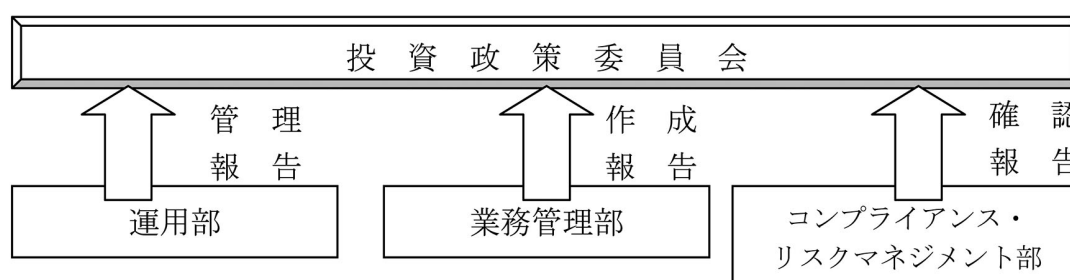 投資政策委員会
管理
報告
作成
報告
確認
報告
運用部
業務管理部
コンプライアンス・
リスクマネジメント部